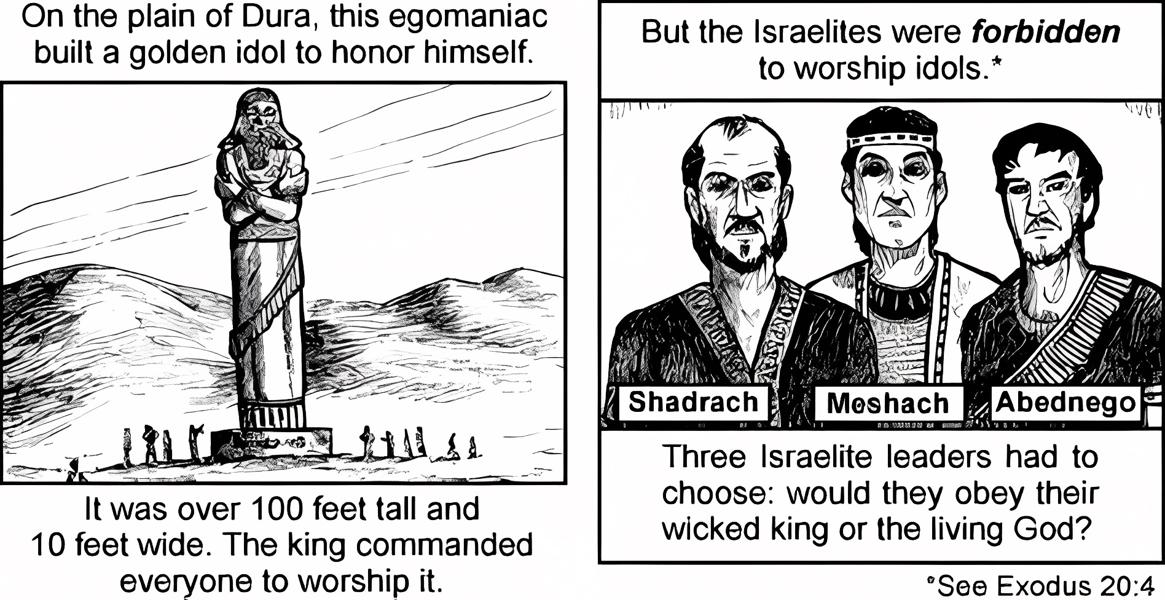 On the plain of Dura, this egomaniac
built a golden idol to honor himself.
It was over 100 feet tall and
10 feet wide. The king commanded
everyone to worship it.
But the Israelites were forbidden
to worship idols.*
Shadrach
Meshach
Abednego
Three Israelite leaders had to
choose: would they obey their
wicked king or the living God?
*See Exodus 20:4